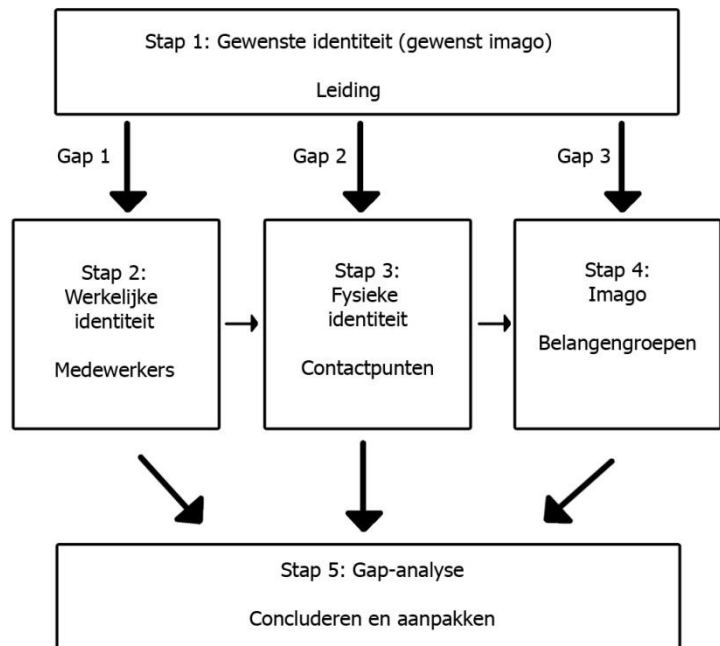 Stap 1: Gewenste identiteit (gewenst imago)
Leiding
Gap 1
Gap 2
Gap 3
Stap 2:
Werkelijke
identiteit
Medewerkers
Stap 3:
Fysieke
identiteit
Contactpunten
Stap 4:
Imago
Belangengroepen
Stap 5: Gap-analyse
Concluderen en aanpakken